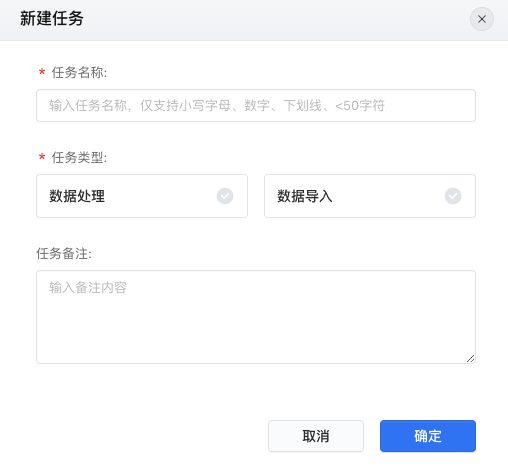 新建任务
* 任务名称:
输入任务名称，仅支持小写字母、数字、下划线、<50字符
* 任务类型:
数据处理
数据导入
任务备注:
输入备注内容
取消
确定